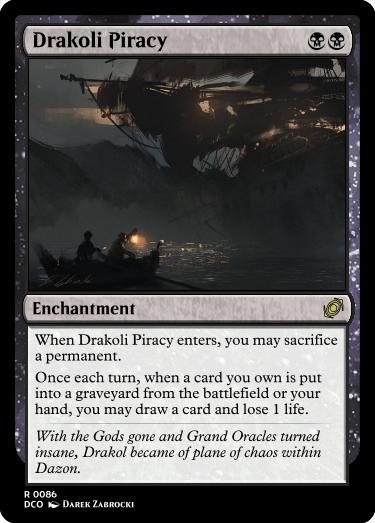 Drakoli Piracy
Enchantment
When Drakoli Piracy enters, you may sacrifice
a permanent.
Once each turn, when a card you own is put
into a graveyard from the battlefield or your
hand, you may draw a card and lose 1 life.
With the Gods gone and Grand Oracles turned
insane, Drakol became of plane of chaos within
Dazon.
R 0086
DCO DAREK ZABROCKI